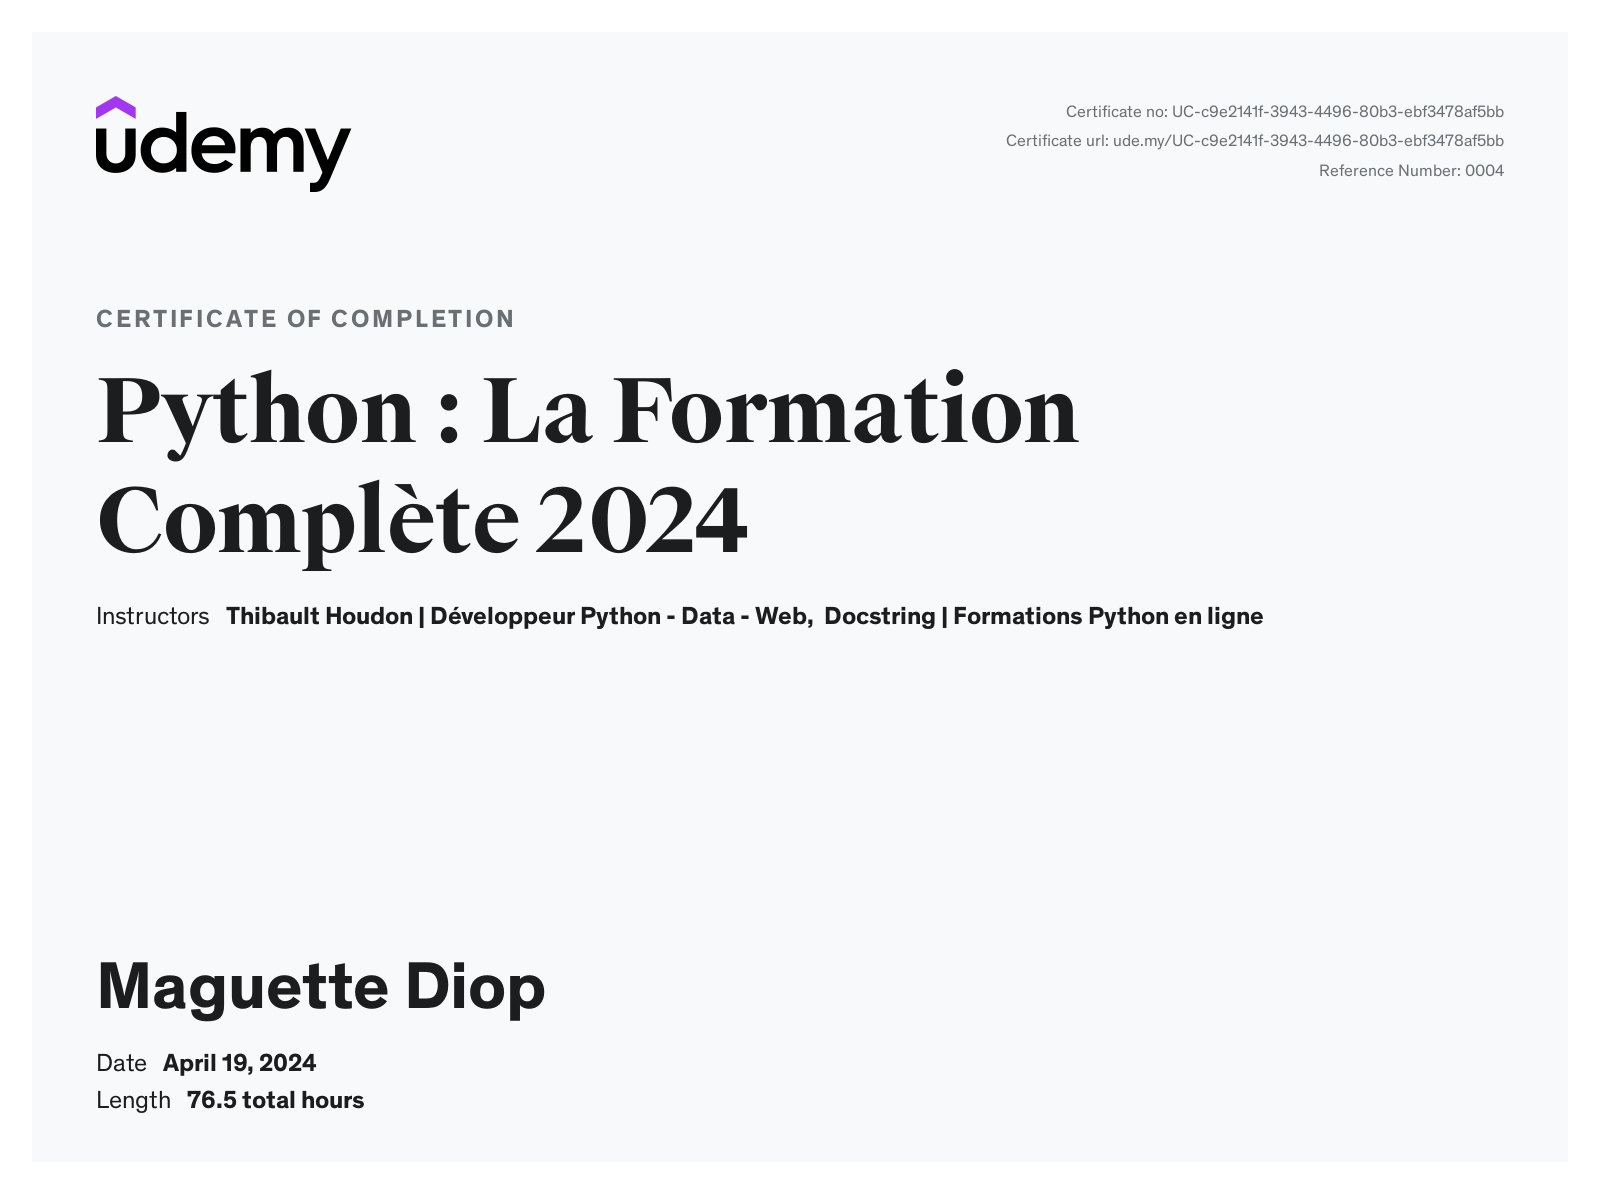 udemy
Certificate no: UC-c9e2141f-3943-4496-80b3-ebf3478af5bb
Certificate url: ude.my/UC-c9e2141f-3943-4496-80b3-ebf3478af5bb
Reference Number: 0004
CERTIFICATE OF COMPLETION
Python : La Formation
Complète 2024
Instructors Thibault Houdon | Développeur Python - Data - Web, Docstring | Formations Python en ligne
Maguette Diop
Date April 19, 2024
Length 76.5 total hours